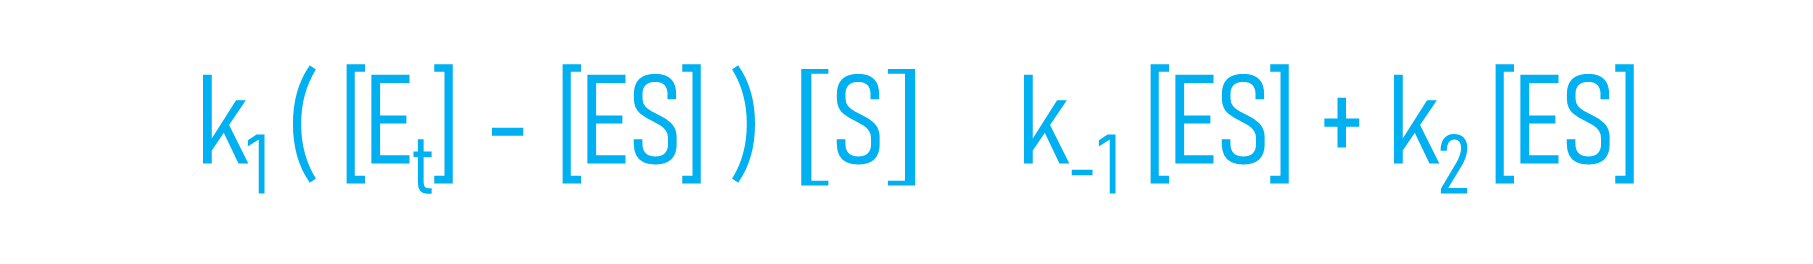 k₁([Eₜ] - [ES]) [S] k₋₁[ES] + k₂[ES]